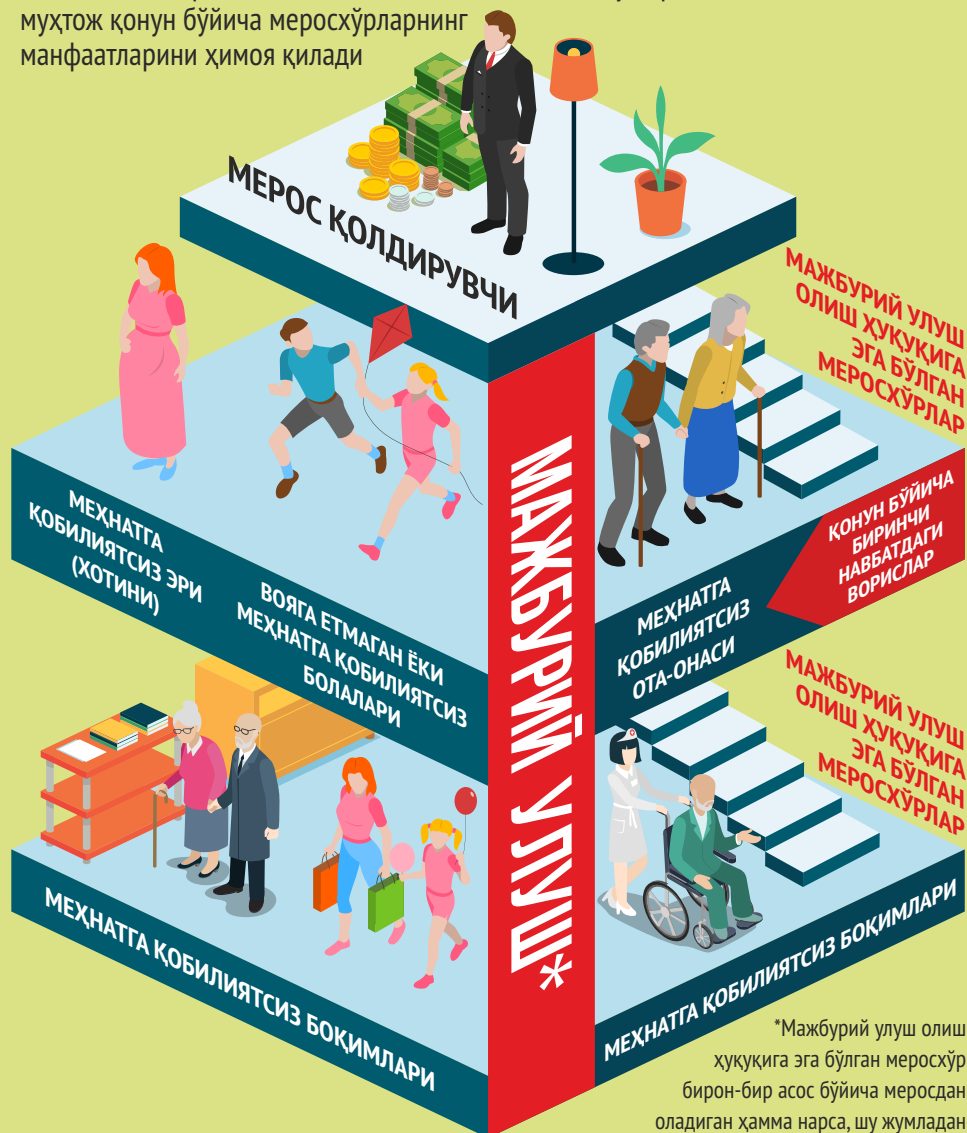 муҳтож қонун бўйича меросхўрларнинг
манфаатларини ҳимоя қилади
МЕРОС ҚОЛДИРУВЧИ
МАЖБУРИЙ УЛУШ
ОЛИШ ҲУҚУҚИГА
ЭГА БЎЛГАН
МЕРОСХЎРЛАР
МЕҲНАТГА
ҚОБИЛИЯТСИЗ ЭРИ
(ХОТИНИ)
ВОЯГА ЕТМАГАН ЁКИ
МЕҲНАТГА ҚОБИЛИЯТСИЗ
БОЛАЛАРИ
МАЖБУРИЙ УЛУШ*
МЕҲНАТГА
ҚОБИЛИЯТСИЗ
ОТА-ОНАСИ
ҚОНУН БЎЙИЧА
БИРИНЧИ
НАВБАТДАГИ
ВОРИСЛАР
МАЖБУРИЙ УЛУШ
ОЛИШ ҲУҚУҚИГА
ЭГА БЎЛГАН
МЕРОСХЎРЛАР
МЕҲНАТГА ҚОБИЛИЯТСИЗ БОҚИМЛАРИ
МЕҲНАТГА ҚОБИЛИЯТСИЗ БОҚИМЛАРИ
*Мажбурий улуш олиш
ҳуқуқига эга бўлган меросхўр
бирон-бир асос бўйича меросдан
оладиган ҳамма нарса, шу жумладан